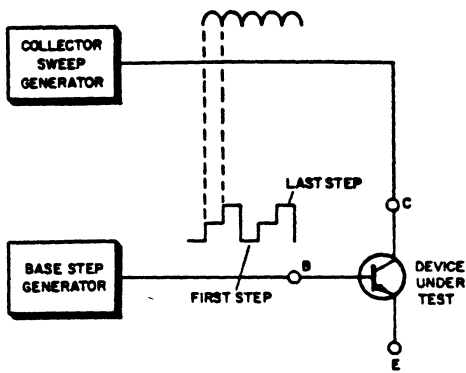 COLLECTOR
SWEEP
GENERATOR
LAST STEP
C
BASE STEP
GENERATOR
B
FIRST STEP
DEVICE
UNDER
TEST
E